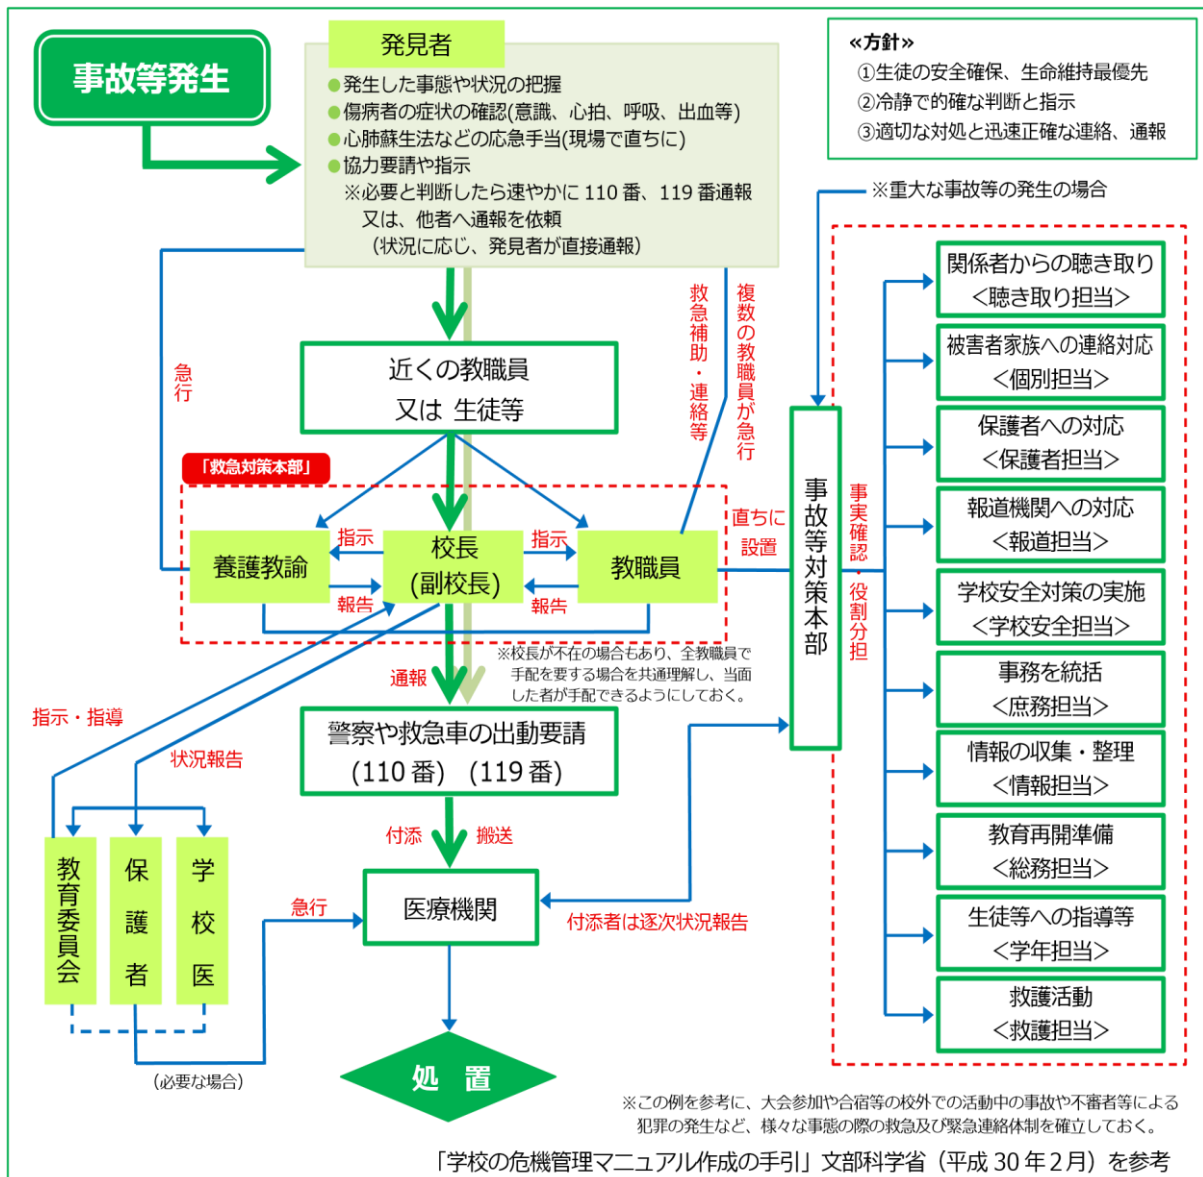 事故等発生
発見者
●発生した事態や状況の把握
●傷病者の症状の確認(意識、心拍、呼吸、出血等)
●心肺蘇生法などの応急手当(現場で直ちに)
●協力要請や指示
※必要と判断したら速やかに110番、119番通報
又は、他者へ通報を依頼
(状況に応じ、発見者が直接通報)
≪方針≫
①生徒の安全確保、生命維持最優先
②冷静で的確な判断と指示
③適切な対処と迅速正確な連絡、通報
※重大な事故等の発生の場合
急行
近くの教職員
又は 生徒等
複数の教職員が急行
救急補助・連絡等
「救急対策本部」
養護教諭
指示
報告
校長
(副校長)
指示
報告
教職員
直ちに
設置
事故等対策本部
事実確認・役割分担
※校長が不在の場合もあり、全教職員で
手配を要する場合を共通理解し、当面
した者が手配できるようにしておく。
通報
指示・指導
状況報告
警察や救急車の出動要請
(110番) (119番)
付添
搬送
教育委員会
保護者
学校医
急行
医療機関
付添者は逐次状況報告
(必要な場合)
処 置
関係者からの聴き取り
<聴き取り担当>
被害者家族への連絡対応
<個別担当>
保護者への対応
<保護者担当>
報道機関への対応
<報道担当>
学校安全対策の実施
<学校安全担当>
事務を統括
<庶務担当>
情報の収集・整理
<情報担当>
教育再開準備
<総務担当>
生徒等への指導等
<学年担当>
救護活動
<救護担当>
※この例を参考に、大会参加や合宿等の校外での活動中の事故や不審者等による
犯罪の発生など、様々な事態の際の救急及び緊急連絡体制を確立しておく。
「学校の危機管理マニュアル作成の手引」文部科学省（平成30年2月）を参考